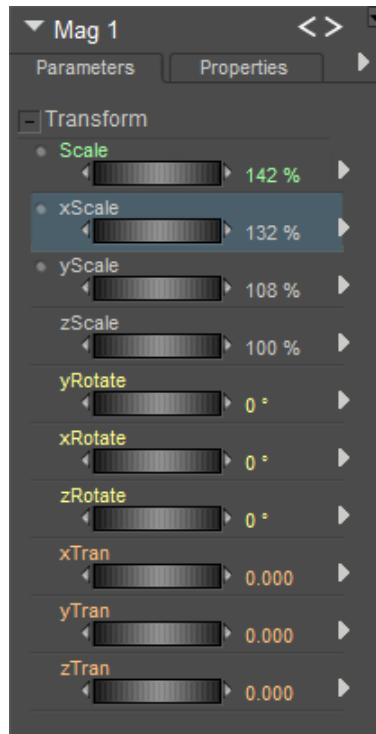 Mag 1
Parameters Properties
Transform
Scale
142 %
xScale
132 %
yScale
108 %
zScale
100 %
yRotate
0 °
xRotate
0 °
zRotate
0 °
xTran
0.000
yTran
0.000
zTran
0.000